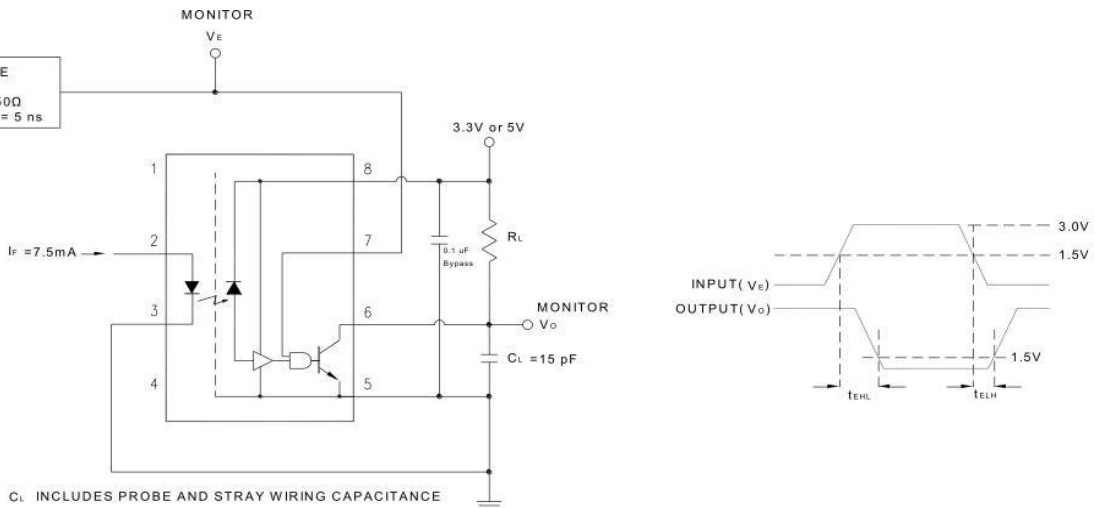 MONITOR
VE
E
50Ω
= 5 ns
3.3V or 5V
1
8
2
7
IF =7.5mA
0.1 uF
Bypass
RL
3
6
MONITOR
Vo
CL =15 pF
4
5
CL INCLUDES PROBE AND STRAY WIRING CAPACITANCE
3.0V
1.5V
INPUT( VE )
OUTPUT( Vo )
1.5V
tEHL
tELH